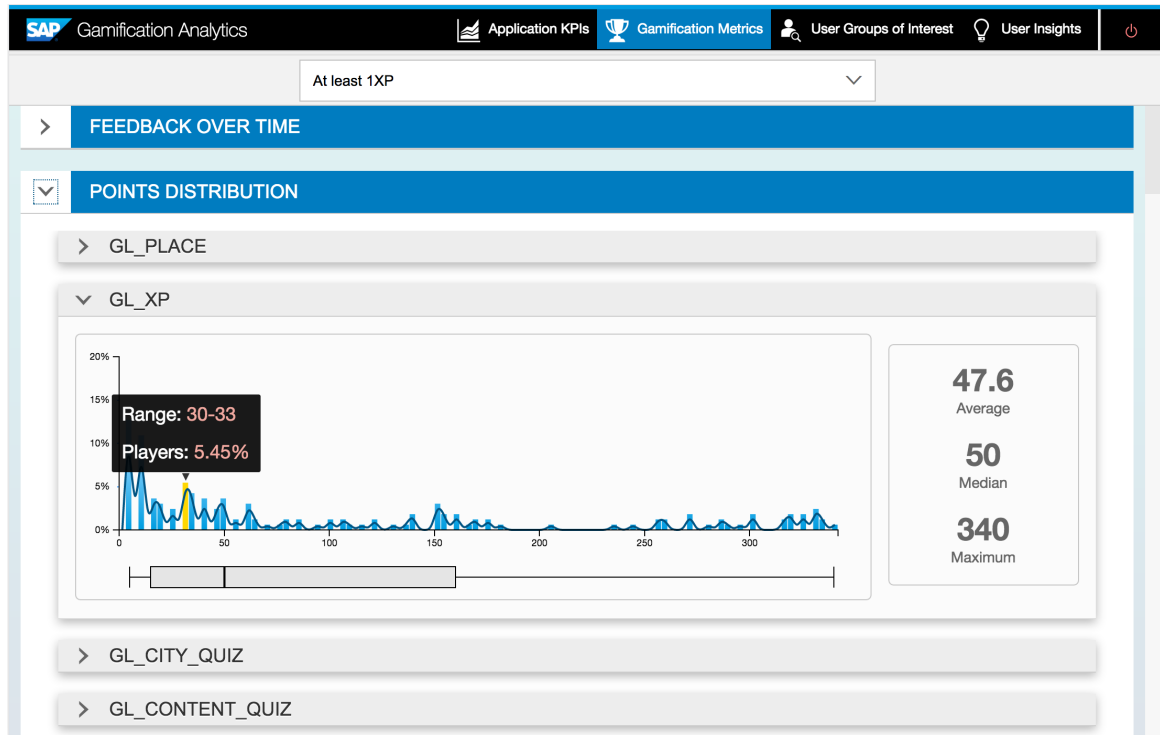 SAP Gamification Analytics Application KPIs Gamification Metrics User Groups of Interest User Insights
At least 1XP
FEEDBACK OVER TIME
POINTS DISTRIBUTION
GL_PLACE
GL_XP
20%
15%
10%
5%
0%
Range: 30-33
Players: 5.45%
0 50 100 150 200 250 300
47.6
Average
50
Median
340
Maximum
GL_CITY_QUIZ
GL_CONTENT_QUIZ